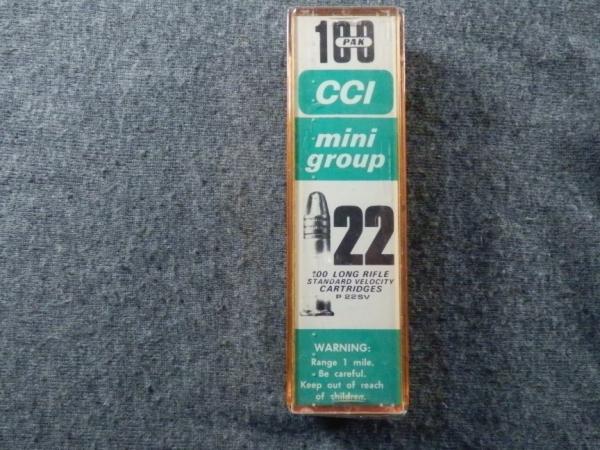 100
PAK
CCI
mini
group
22
100 LONG RIFLE
STANDARD VELOCITY
CARTRIDGES
P 22SV
WARNING:
Range 1 mile.
Be careful.
Keep out of reach
of children.